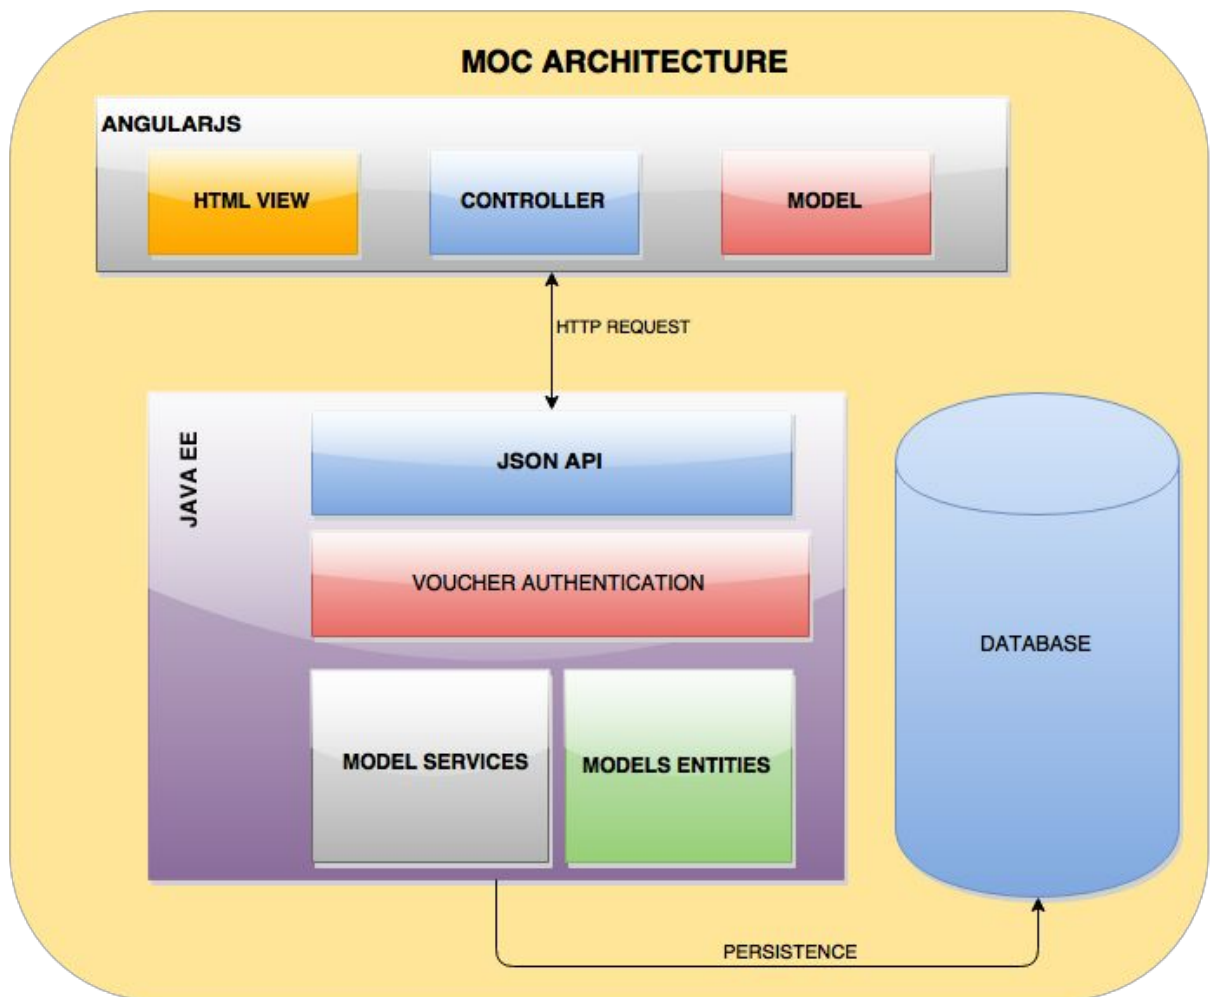 MOC ARCHITECTURE
ANGULARJS
HTML VIEW
CONTROLLER
MODEL
HTTP REQUEST
JAVA EE
JSON API
VOUCHER AUTHENTICATION
MODEL SERVICES
MODELS ENTITIES
DATABASE
PERSISTENCE